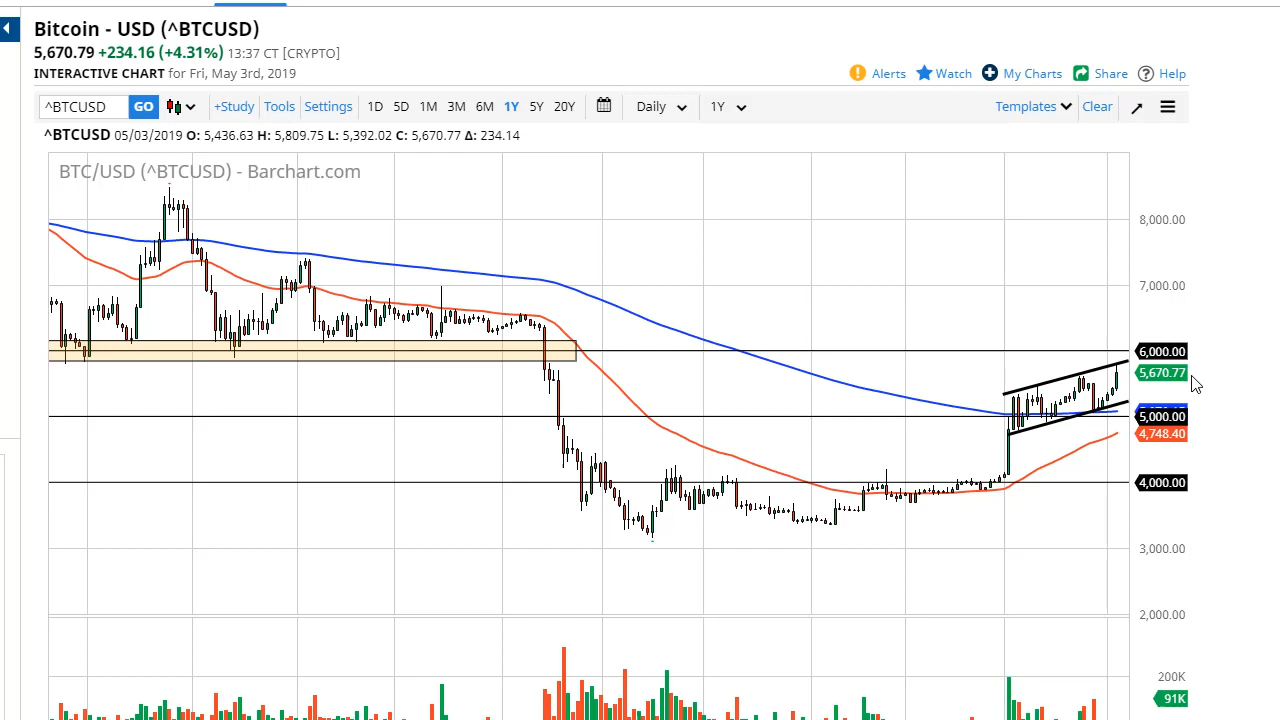 Bitcoin - USD (^BTCUSD)
5,670.79 +234.16 (+4.31%) 13:37 CT [CRYPTO]
INTERACTIVE CHART for Fri, May 3rd, 2019
Alerts Watch My Charts Share Help
^BTCUSD GO +Study Tools Settings 1D 5D 1M 3M 6M 1Y 5Y 20Y Daily 1Y Templates Clear
^BTCUSD 05/03/2019 O: 5,436.63 H: 5,809.75 L: 5,392.02 C: 5,670.77 Δ: 234.14
BTC/USD (^BTCUSD) - Barchart.com
8,000.00
7,000.00
6,000.00
5,670.77
5,000.00
4,748.40
4,000.00
3,000.00
2,000.00
200K
91K